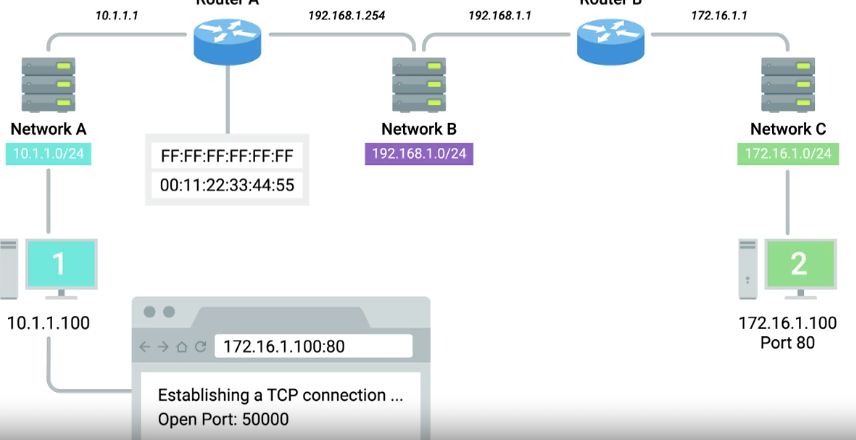 Router A
Router B
10.1.1.1
192.168.1.254
192.168.1.1
172.16.1.1
Network A
10.1.1.0/24
Network B
192.168.1.0/24
Network C
172.16.1.0/24
FF:FF:FF:FF:FF:FF
00:11:22:33:44:55
1
10.1.1.100
2
172.16.1.100
Port 80
172.16.1.100:80
Establishing a TCP connection ...
Open Port: 50000